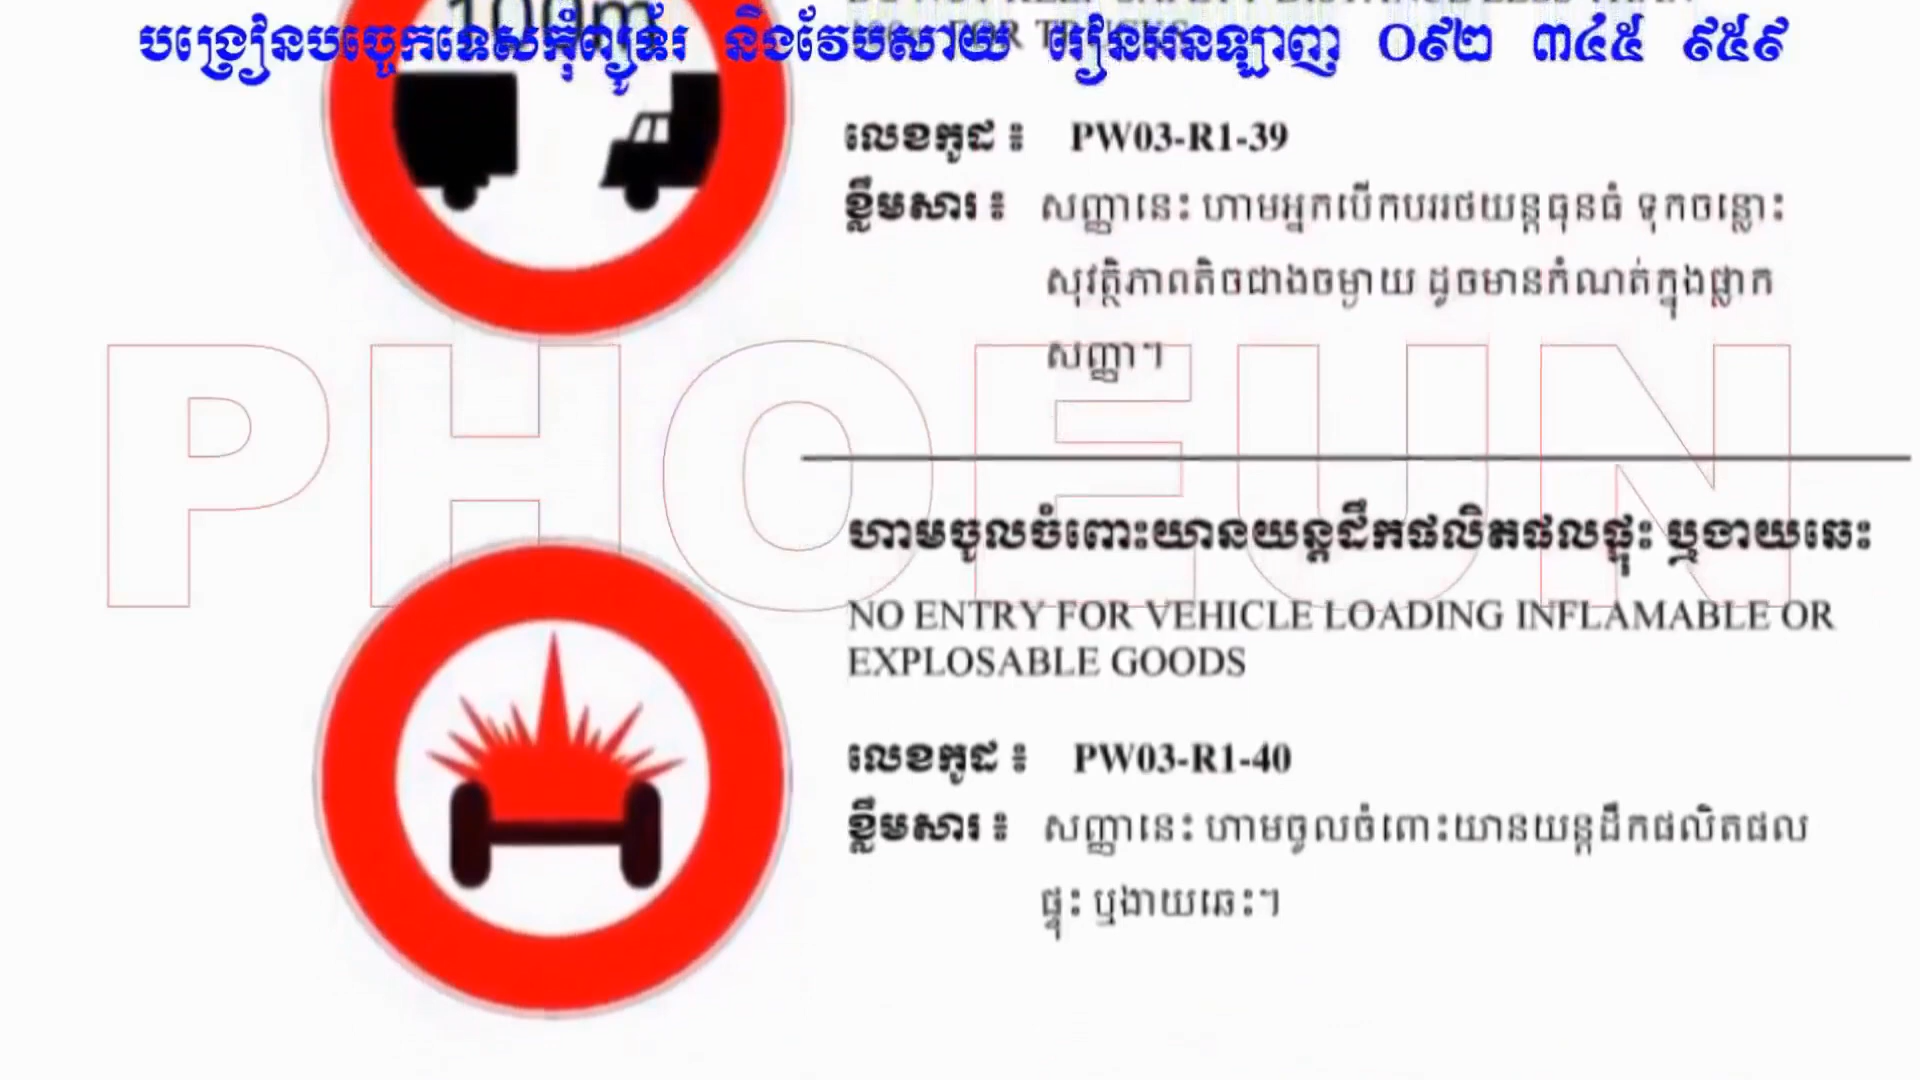 បង្រៀនបច្ចេកទេសកុំព្យូទ័រ និងវែបសាយ រៀនអនឡាញ ០៩២ ៣៤៥ ៩៥៩
100m
FOR TRUCKS
លេខកូដ ៖ PW03-R1-39
ខ្លឹមសារ ៖ សញ្ញានេះ ហាមអ្នកបើកបររថយន្តធុនធំ ទុកចន្លោះ
សុវត្ថិភាពតិចជាងចម្ងាយ ដូចមានកំណត់ក្នុងផ្លាក
សញ្ញា។
PHOEUN
ហាមចូលចំពោះយានយន្តដឹកផលិតផលផ្ទុះ ឬងាយឆេះ
NO ENTRY FOR VEHICLE LOADING INFLAMABLE OR
EXPLOSABLE GOODS
លេខកូដ ៖ PW03-R1-40
ខ្លឹមសារ ៖ សញ្ញានេះ ហាមចូលចំពោះយានយន្តដឹកផលិតផល
ផ្ទុះ ឬងាយឆេះ។